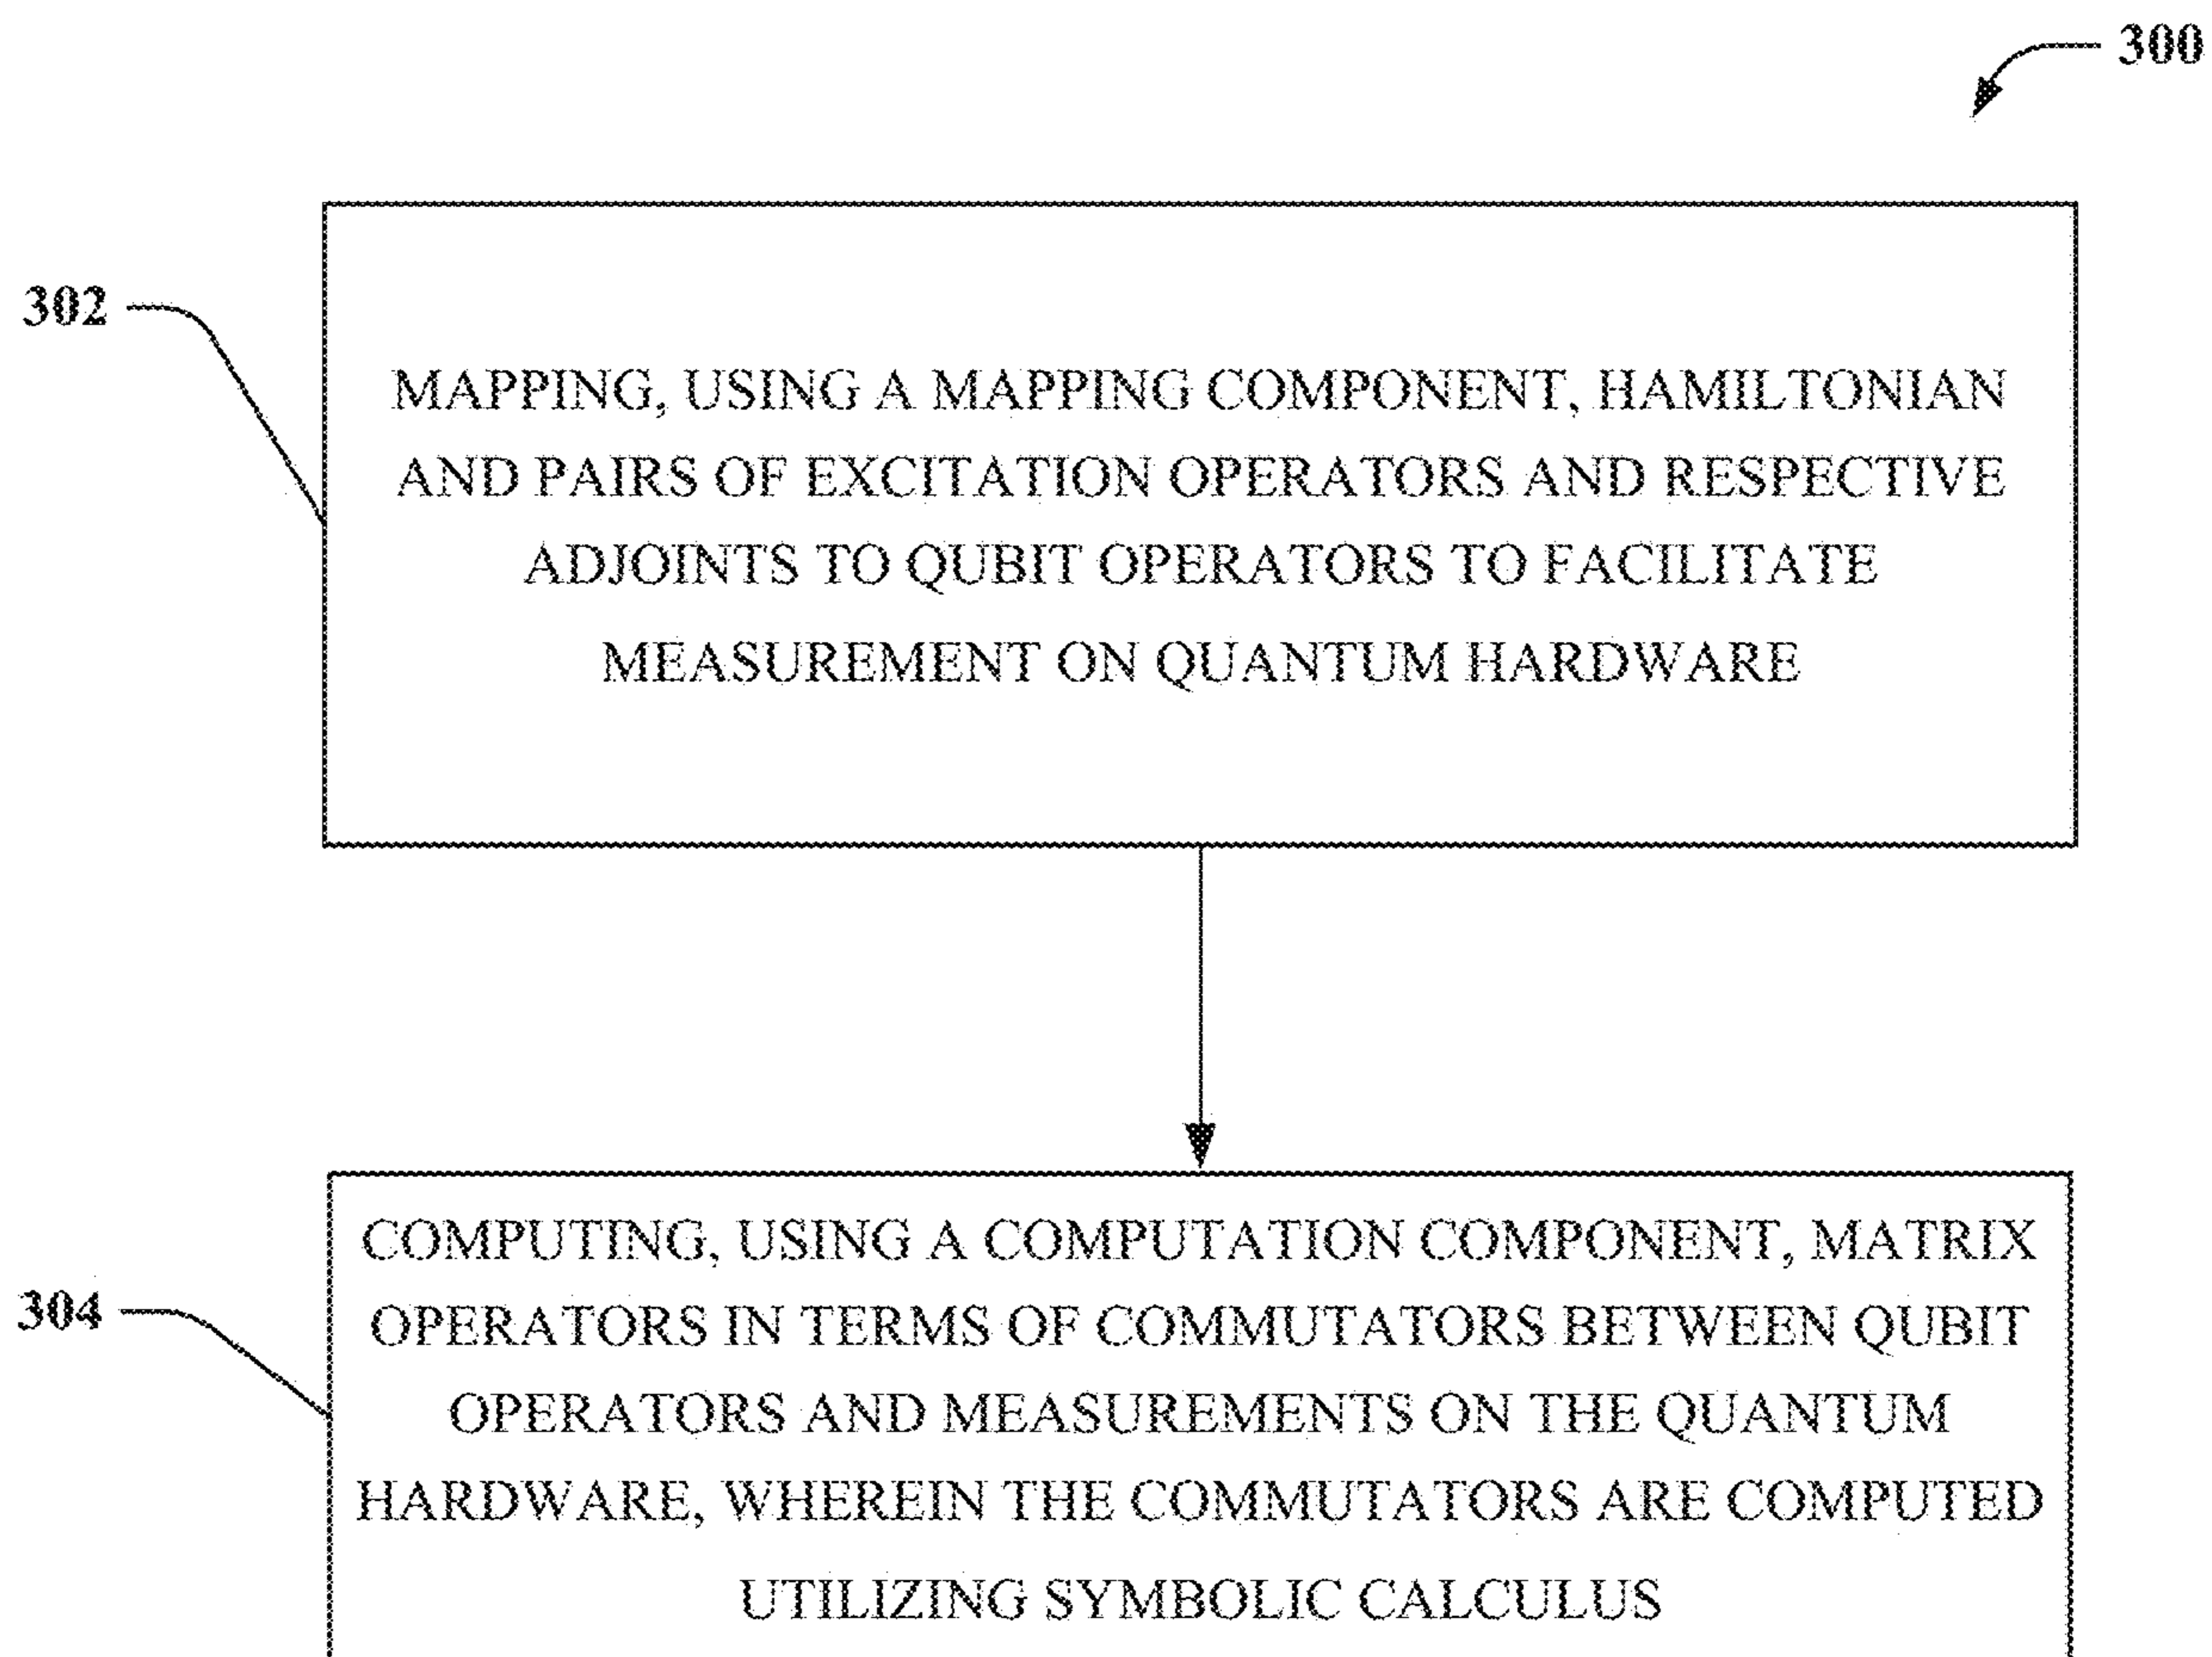 300
302
MAPPING, USING A MAPPING COMPONENT, HAMILTONIAN
AND PAIRS OF EXCITATION OPERATORS AND RESPECTIVE
ADJOINTS TO QUBIT OPERATORS TO FACILITATE
MEASUREMENT ON QUANTUM HARDWARE
304
COMPUTING, USING A COMPUTATION COMPONENT, MATRIX
OPERATORS IN TERMS OF COMMUTATORS BETWEEN QUBIT
OPERATORS AND MEASUREMENTS ON THE QUANTUM
HARDWARE, WHEREIN THE COMMUTATORS ARE COMPUTED
UTILIZING SYMBOLIC CALCULUS